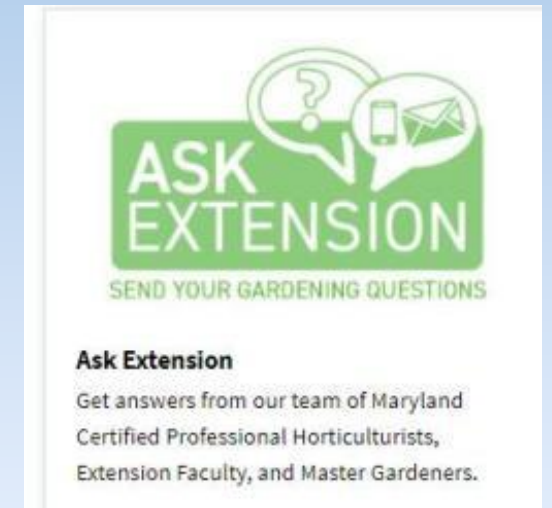 ?
ASK
EXTENSION
SEND YOUR GARDENING QUESTIONS
Ask Extension
Get answers from our team of Maryland
Certified Professional Horticulturists,
Extension Faculty, and Master Gardeners.